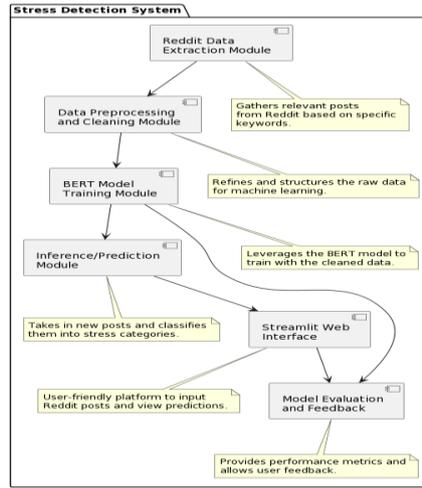 Stress Detection System
Reddit Data
Extraction Module
Gathers relevant posts
from Reddit based on specific
keywords.
Data Preprocessing
and Cleaning Module
Refines and structures the raw data
for machine learning.
BERT Model
Training Module
Leverages the BERT model to
train with the cleaned data.
Inference/Prediction
Module
Takes in new posts and classifies
them into stress categories.
Streamlit Web
Interface
User-friendly platform to input
Reddit posts and view predictions.
Model Evaluation
and Feedback
Provides performance metrics and
allows user feedback.